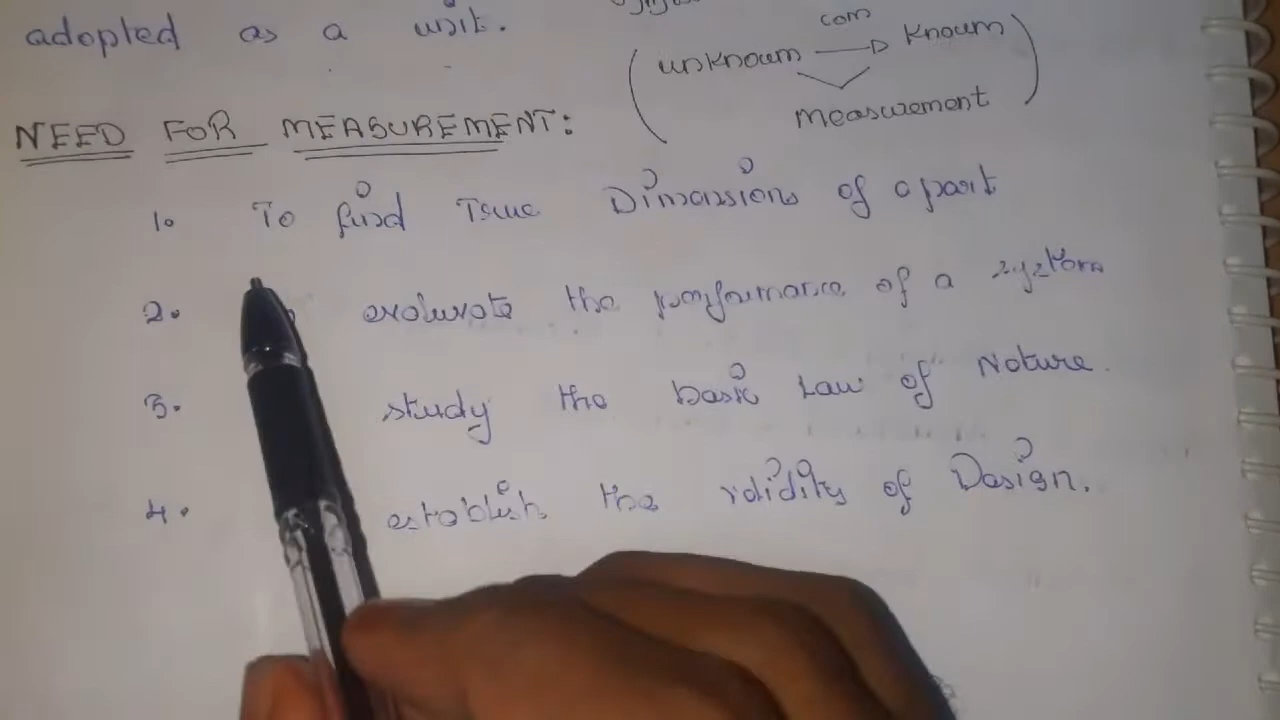 adopted as a unit.
com
unknown → known
measurement
NEED FOR MEASUREMENT:
1. To find True Dimensions of a part
2. evaluate the performance of a system
3. study the basic Law of Nature.
4. establish the validity of Design.